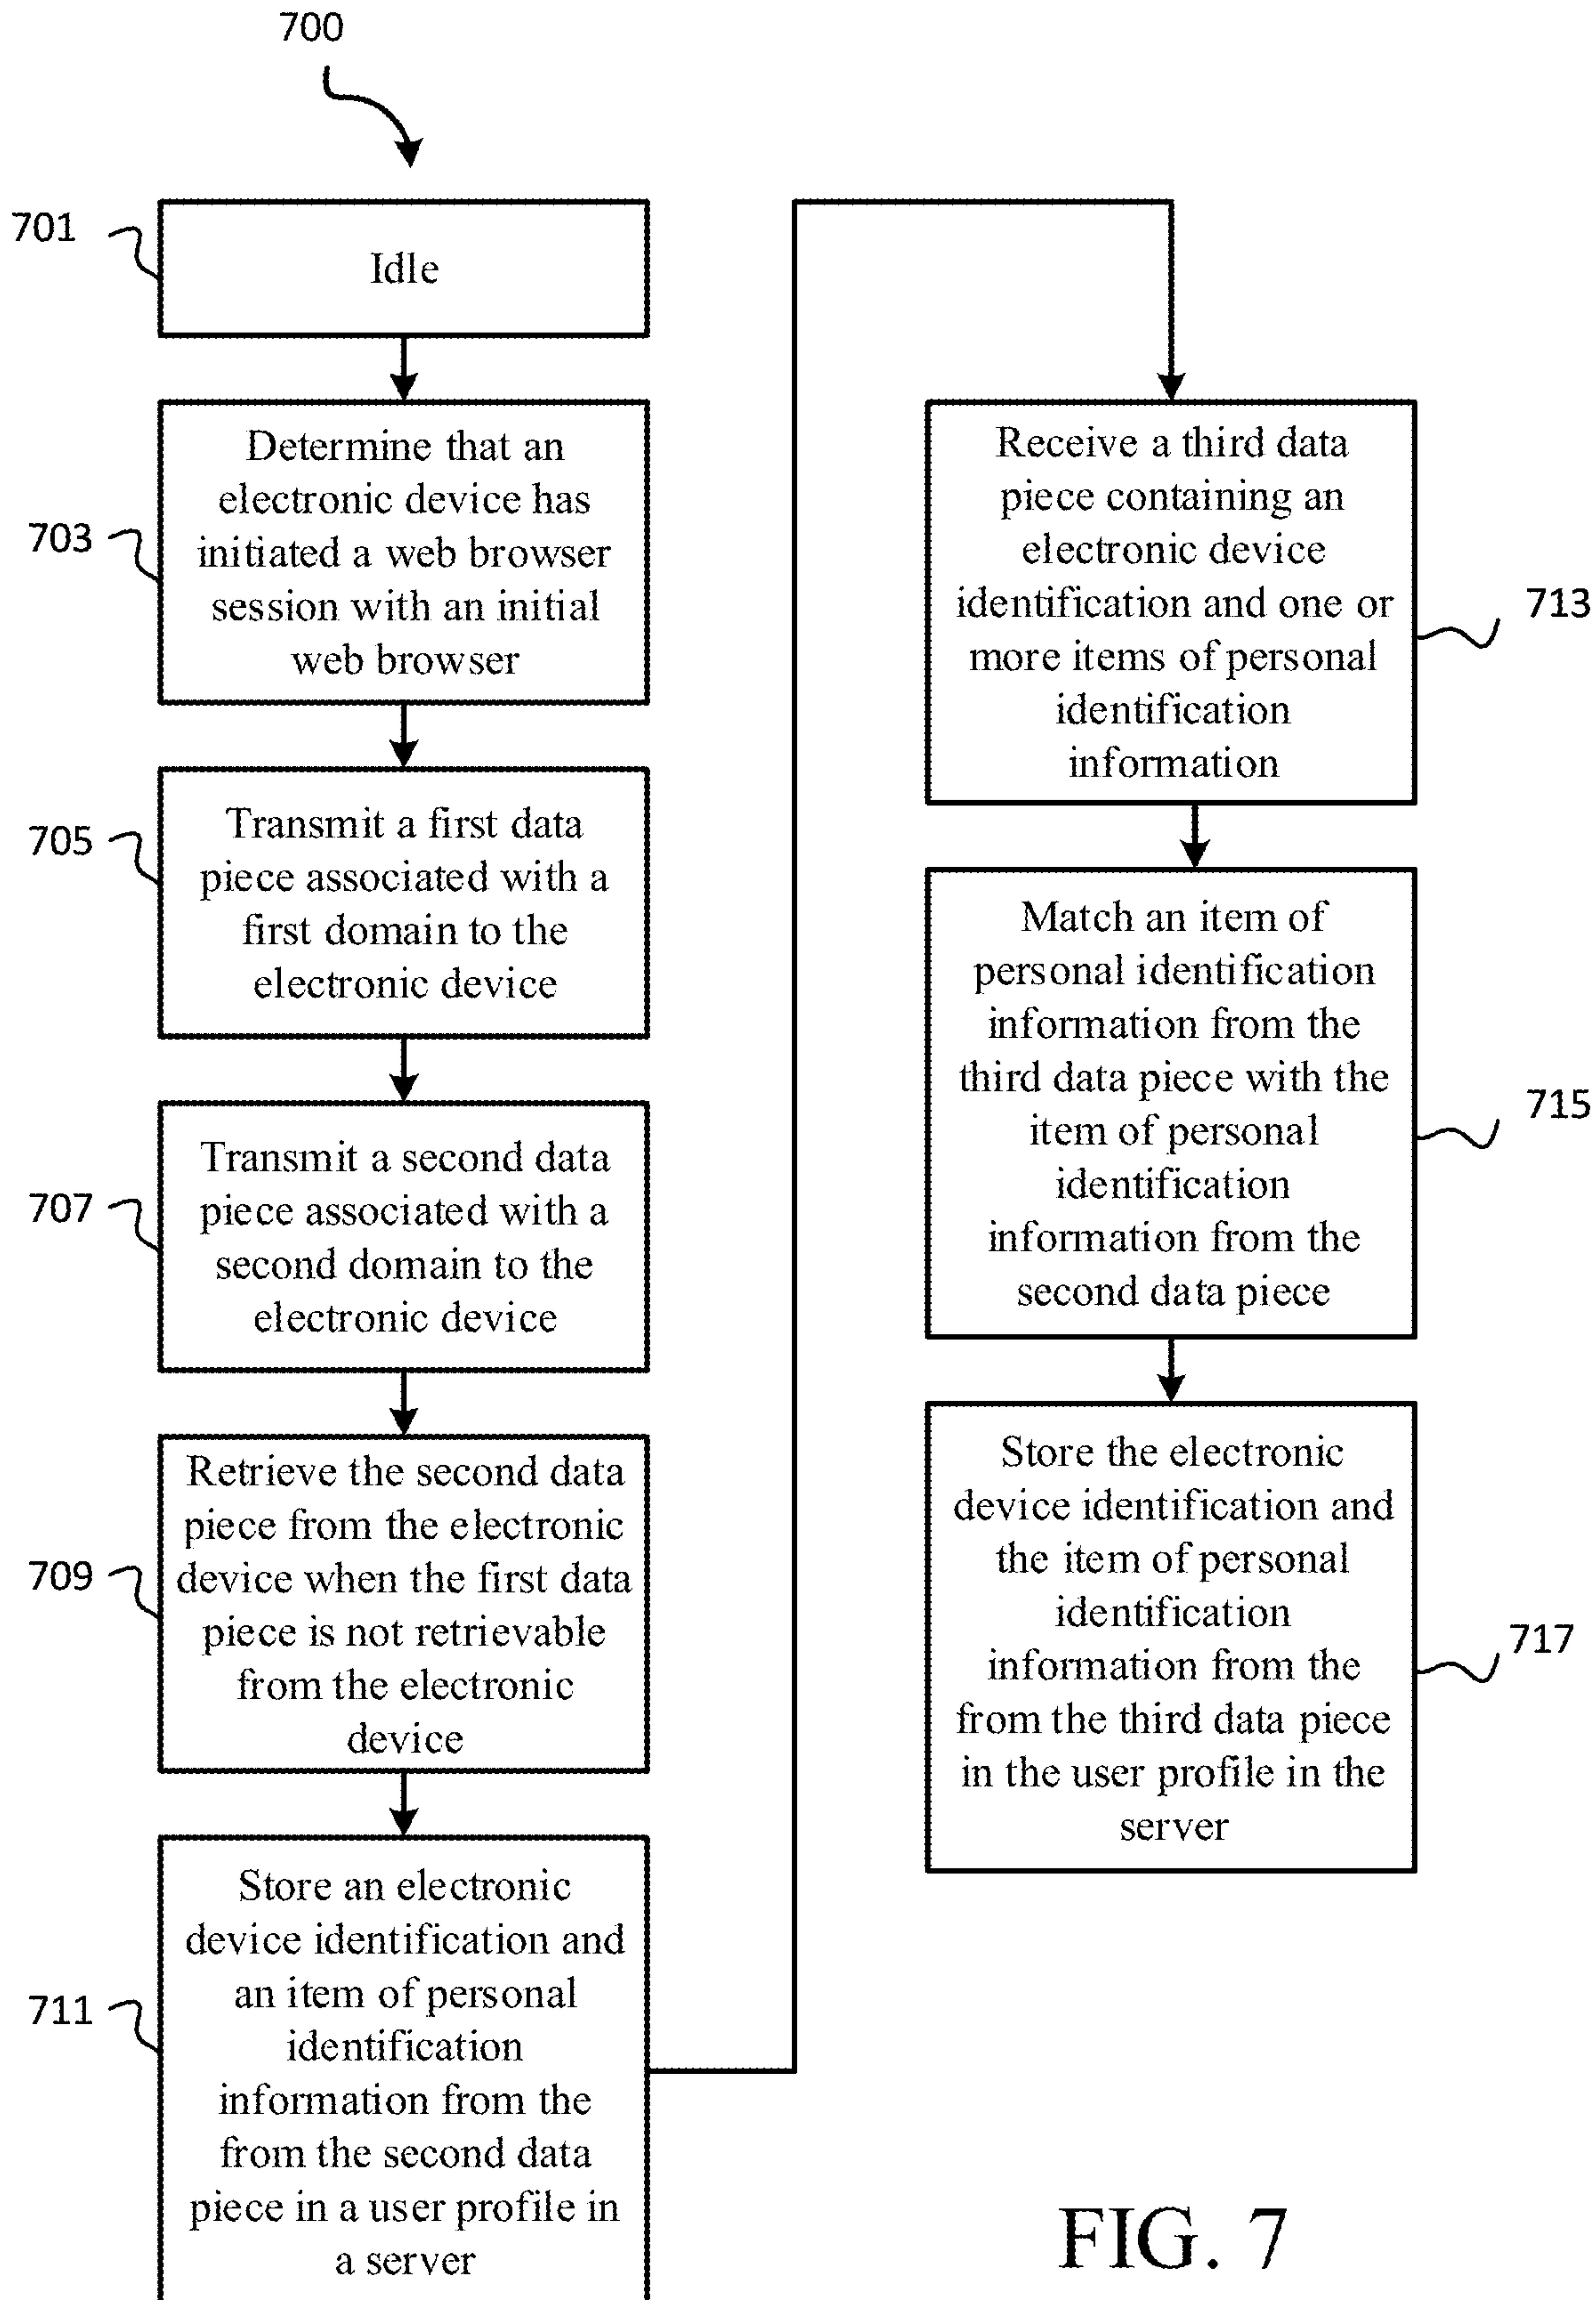 700
701
Idle
703
Determine that an
electronic device has
initiated a web browser
session with an initial
web browser
705
Transmit a first data
piece associated with a
first domain to the
electronic device
707
Transmit a second data
piece associated with a
second domain to the
electronic device
709
Retrieve the second data
piece from the electronic
device when the first data
piece is not retrievable
from the electronic
device
711
Store an electronic
device identification and
an item of personal
identification
information from the
from the second data
piece in a user profile in
a server
Receive a third data
piece containing an
electronic device
identification and one or
more items of personal
identification
information
713
Match an item of
personal identification
information from the
third data piece with the
item of personal
identification
information from the
second data piece
715
Store the electronic
device identification and
the item of personal
identification
information from the
from the third data piece
in the user profile in the
server
717
FIG. 7